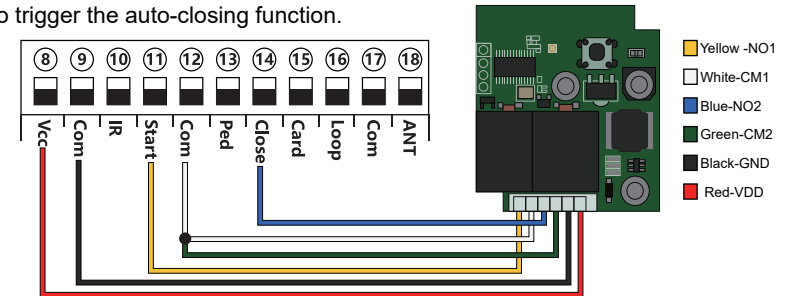 o trigger the auto-closing function.
8 9 10 11 12 13 14 15 16 17 18
Vcc Com IR Start Com Ped Close Card Loop Com ANT
Yellow -NO1
White-CM1
Blue-NO2
Green-CM2
Black-GND
Red-VDD